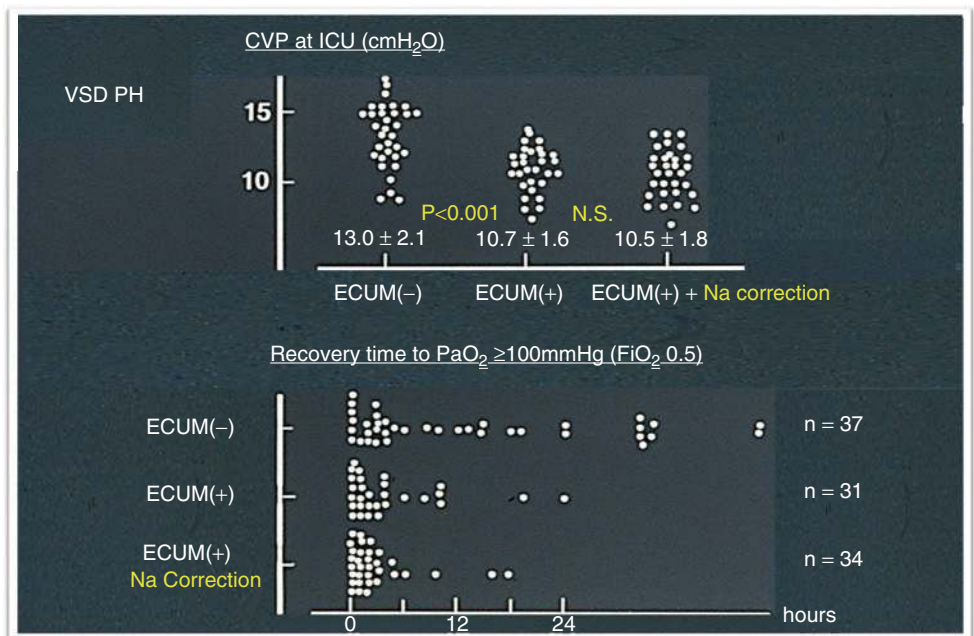 CVP at ICU (cmH₂O)
VSD PH
15
10
P<0.001 N.S.
13.0 ± 2.1 10.7 ± 1.6 10.5 ± 1.8
ECUM(−) ECUM(+) ECUM(+) + Na correction
Recovery time to PaO₂ ≥100mmHg (FiO₂ 0.5)
ECUM(−) n = 37
ECUM(+) n = 31
ECUM(+) n = 34
Na Correction
0 12 24 hours